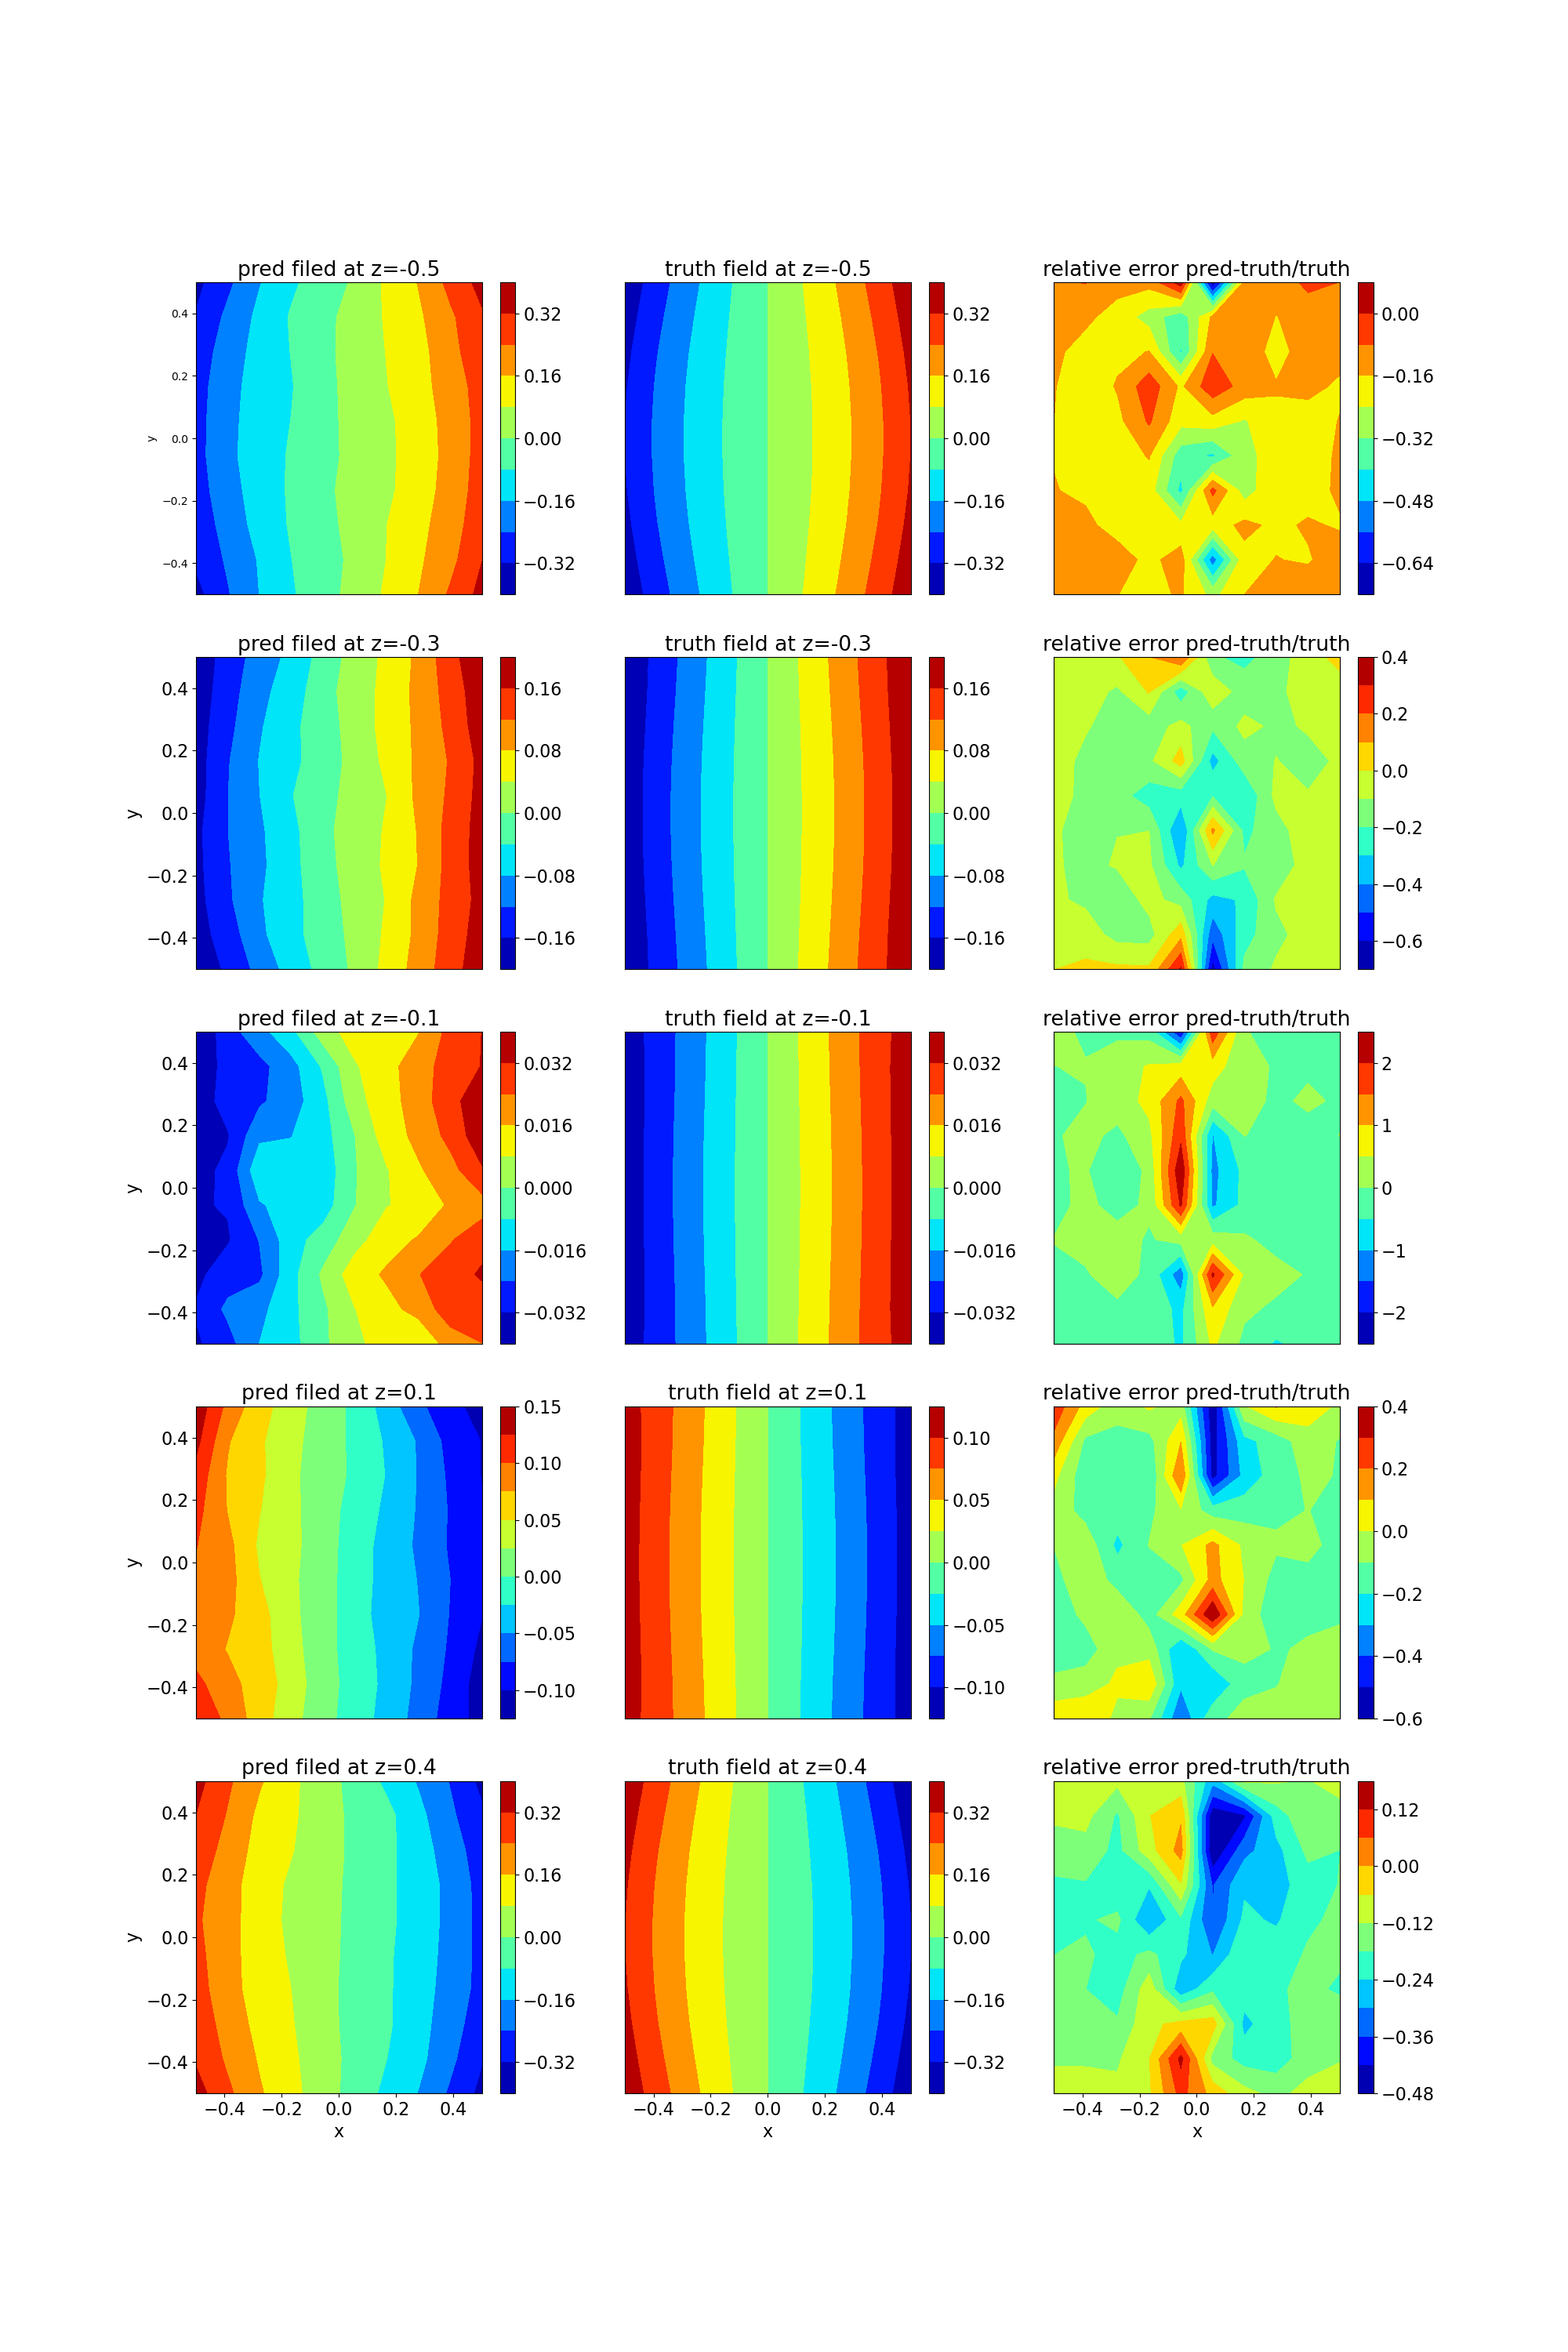 pred filed at z=-0.5 truth field at z=-0.5 relative error pred-truth/truth
0.4 0.32 0.32 0.00
0.2 0.16 0.16 −0.16
y 0.0 0.00 0.00 −0.32
−0.2 −0.16 −0.16 −0.48
−0.4 −0.32 −0.32 −0.64
pred filed at z=-0.3 truth field at z=-0.3 relative error pred-truth/truth
0.4
0.4 0.16 0.16 0.2
0.2 0.08 0.08 0.0
y 0.0 0.00 0.00 −0.2
−0.2 −0.08 −0.08 −0.4
−0.4 −0.16 −0.16 −0.6
pred filed at z=-0.1 truth field at z=-0.1 relative error pred-truth/truth
0.4 0.032 0.032 2
0.2 0.016 0.016 1
y 0.0 0.000 0.000 0
−0.2 −0.016 −0.016 −1
−0.4 −0.032 −0.032 −2
pred filed at z=0.1 truth field at z=0.1 relative error pred-truth/truth
0.15 0.4
0.4 0.10 0.10 0.2
0.2 0.05 0.05 0.0
y 0.0 0.00 0.00 −0.2
−0.2 −0.05 −0.05 −0.4
−0.4 −0.10 −0.10 −0.6
pred filed at z=0.4 truth field at z=0.4 relative error pred-truth/truth
0.4 0.32 0.32 0.12
0.2 0.16 0.16 0.00
y 0.0 0.00 0.00 −0.12
−0.2 −0.16 −0.16 −0.24
−0.4 −0.32 −0.32 −0.36
−0.48
−0.4 −0.2 0.0 0.2 0.4 −0.4 −0.2 0.0 0.2 0.4 −0.4 −0.2 0.0 0.2 0.4
x x x